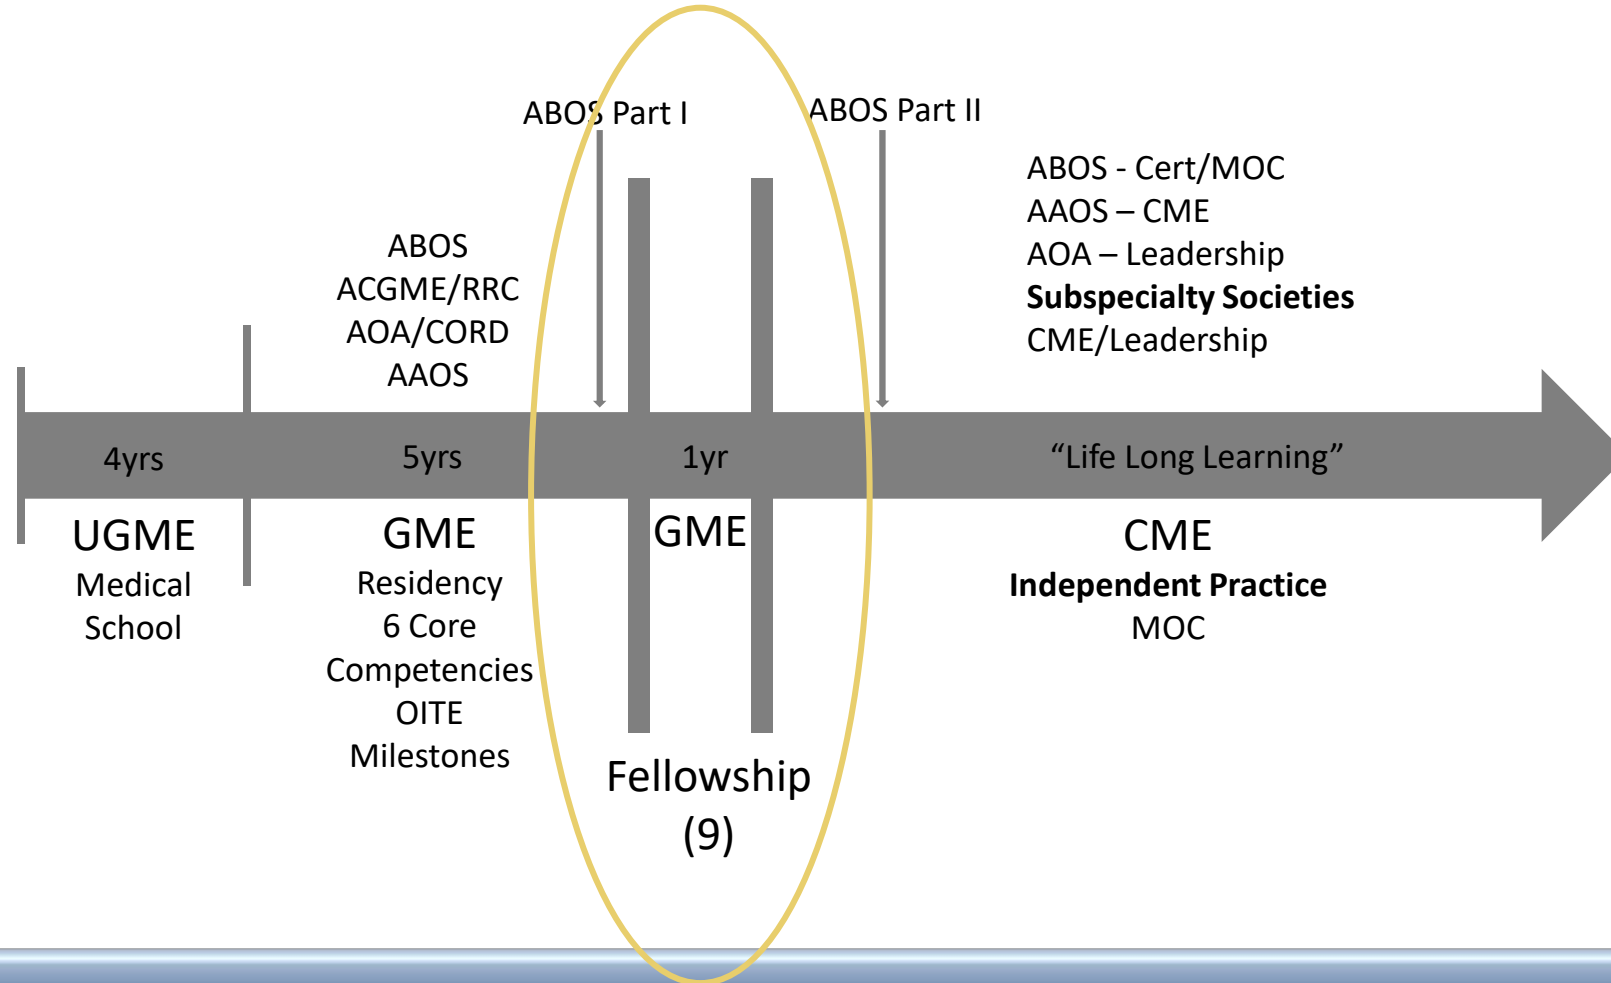 ABOS Part I
ABOS Part II
ABOS
ACGME/RRC
AOA/CORD
AAOS
ABOS - Cert/MOC
AAOS – CME
AOA – Leadership
Subspecialty Societies
CME/Leadership
4yrs
5yrs
1yr
“Life Long Learning”
UGME
Medical
School
GME
Residency
6 Core
Competencies
OITE
Milestones
GME
Fellowship
(9)
CME
Independent Practice
MOC